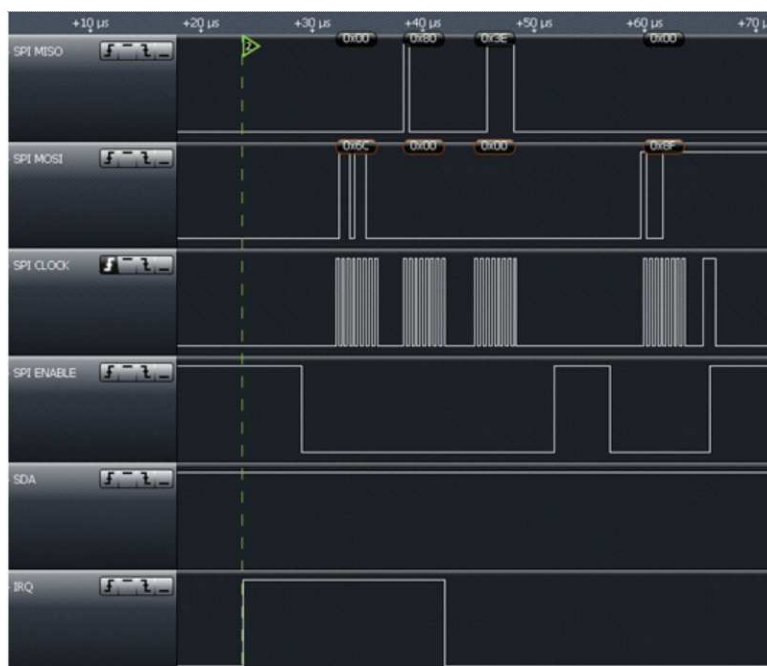 +10 µs +20 µs +30 µs +40 µs +50 µs +60 µs +70 µs
SPI MISO 0x00 0x80 0x3E 0x00
SPI MOSI 0x6C 0x00 0x00 0x8F
SPI CLOCK
SPI ENABLE
SDA
IRQ